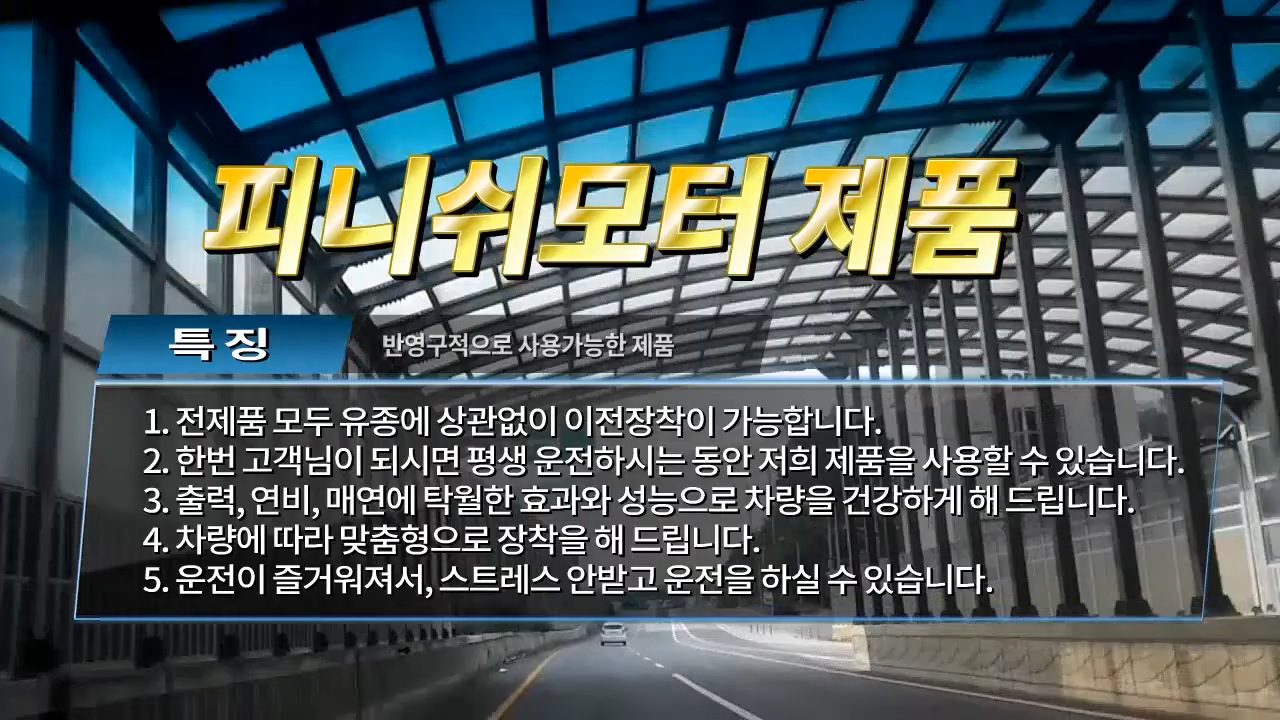 피니쉬모터 제품
특 징
반영구적으로 사용가능한 제품
1. 전제품 모두 유종에 상관없이 이전장착이 가능합니다.
2. 한번 고객님이 되시면 평생 운전하시는 동안 저희 제품을 사용할 수 있습니다.
3. 출력, 연비, 매연에 탁월한 효과와 성능으로 차량을 건강하게 해 드립니다.
4. 차량에 따라 맞춤형으로 장착을 해 드립니다.
5. 운전이 즐거워져서, 스트레스 안받고 운전을 하실 수 있습니다.